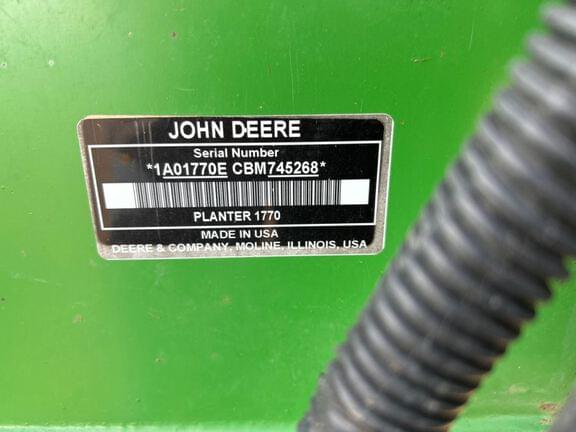 JOHN DEERE
Serial Number
*1A01770E CBM745268*
PLANTER 1770
MADE IN USA
DEERE & COMPANY, MOLINE, ILLINOIS, USA